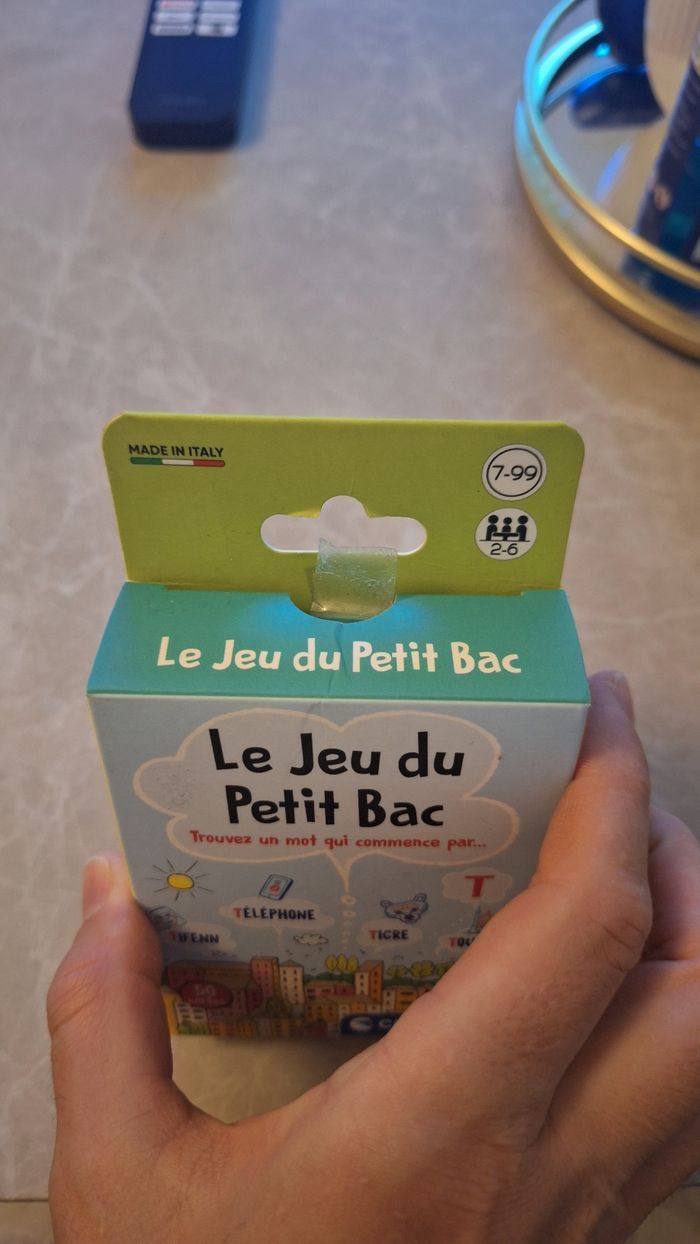 MADE IN ITALY
7-99
2-6
Le Jeu du Petit Bac
Le Jeu du
Petit Bac
Trouvez un mot qui commence par...
T
TÉLÉPHONE
TIFENN
TIGRE